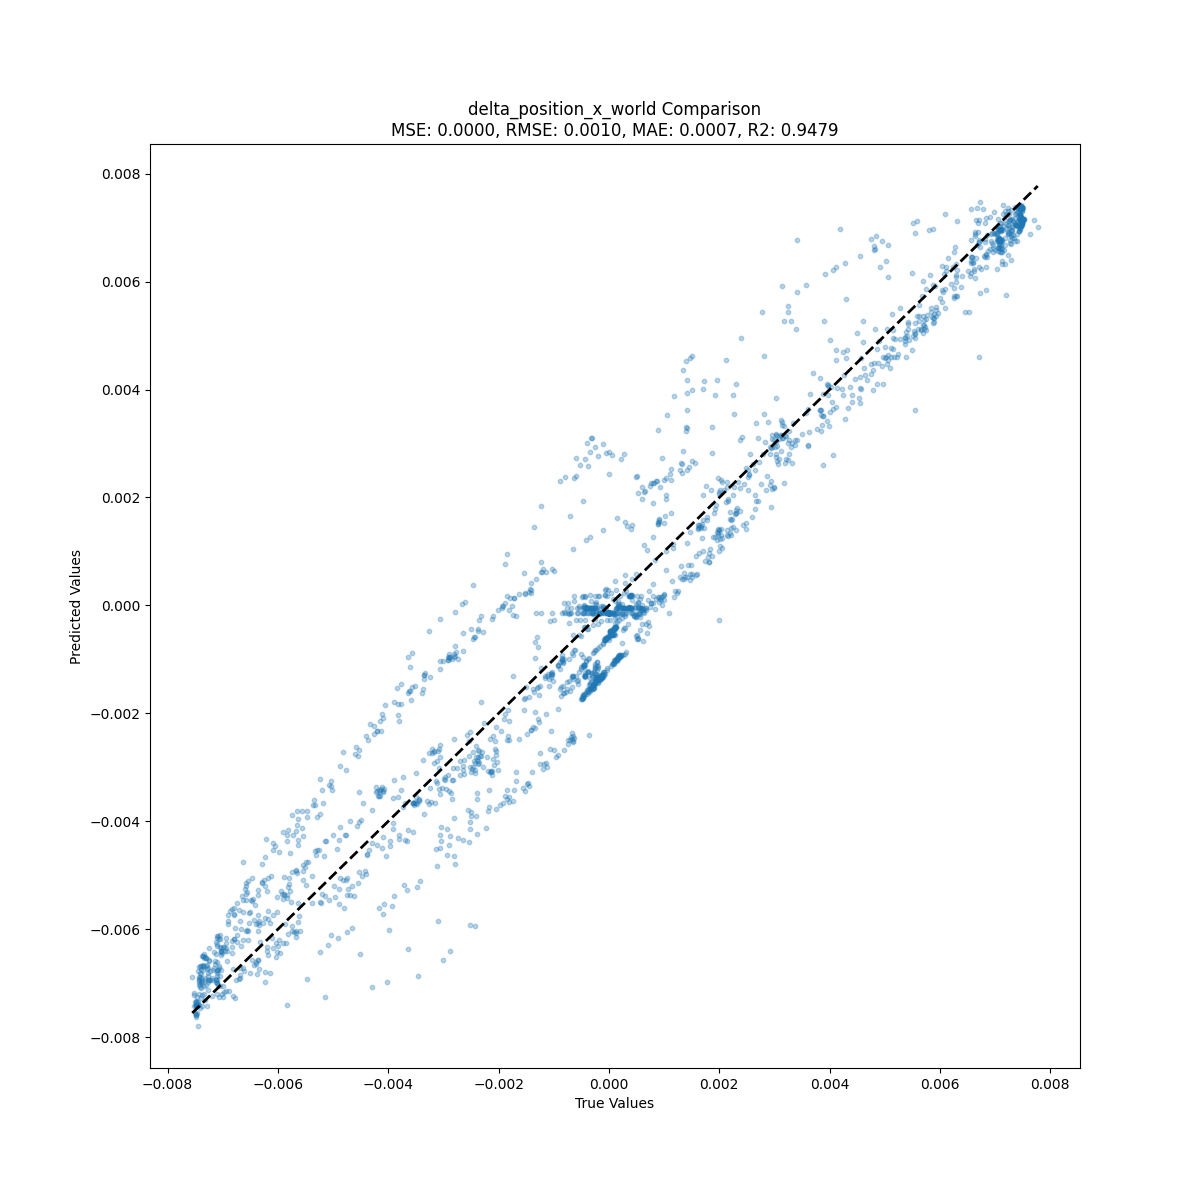 delta_position_x_world Comparison
MSE: 0.0000, RMSE: 0.0010, MAE: 0.0007, R2: 0.9479
0.008
0.006
0.004
0.002
0.000
−0.002
−0.004
−0.006
−0.008
Predicted Values
−0.008 −0.006 −0.004 −0.002 0.000 0.002 0.004 0.006 0.008
True Values